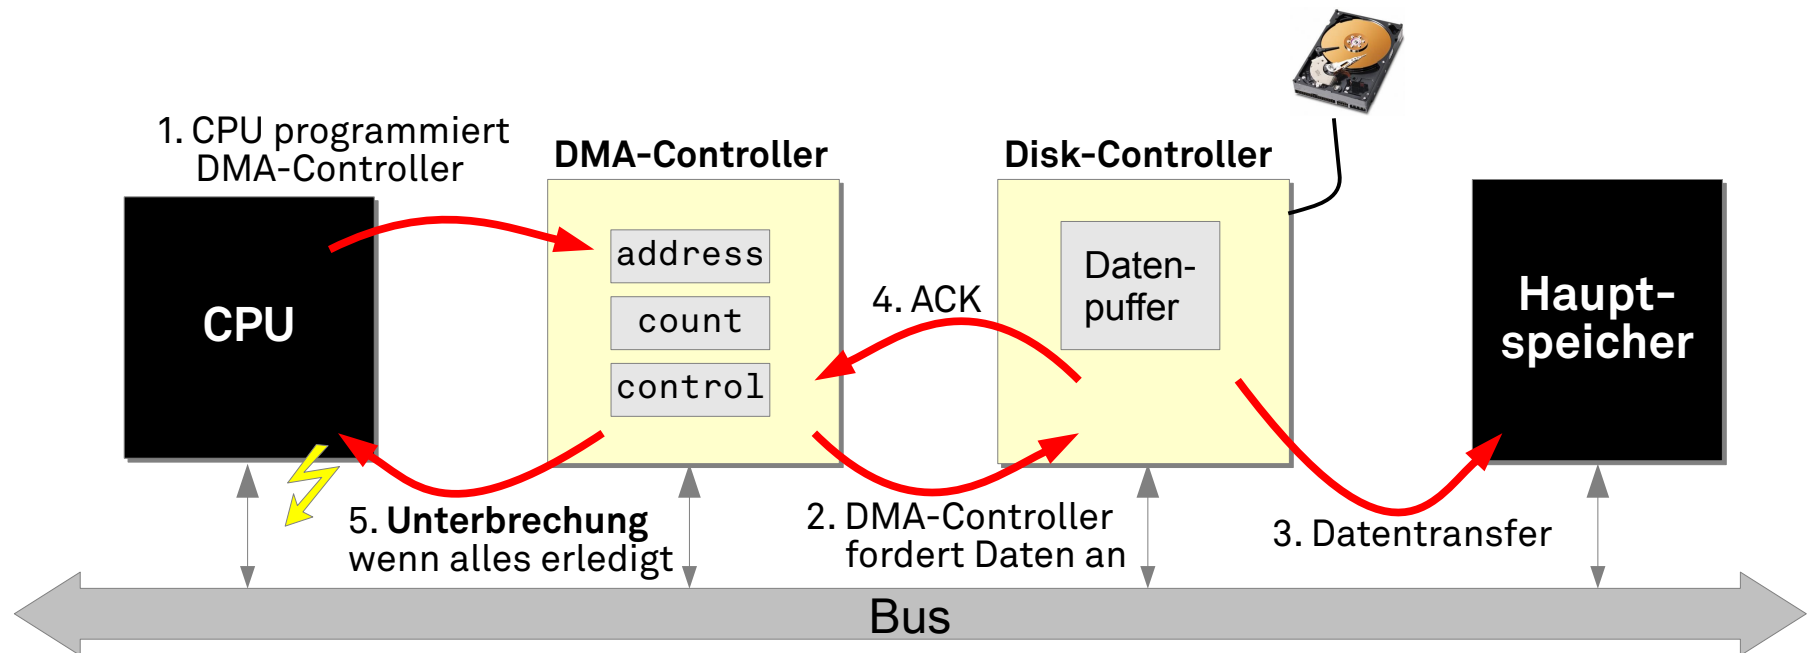 1. CPU programmiert
DMA-Controller
DMA-Controller
Disk-Controller
CPU
address
count
control
Daten-
puffer
Haupt-
speicher
4. ACK
5. Unterbrechung
wenn alles erledigt
2. DMA-Controller
fordert Daten an
3. Datentransfer
Bus